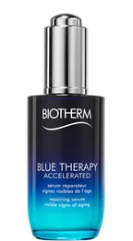 BIOTHERM
BLUE THERAPY
ACCELERATED
sérum réparateur
signes visibles de l'âge
repairing serum
visible signs of aging